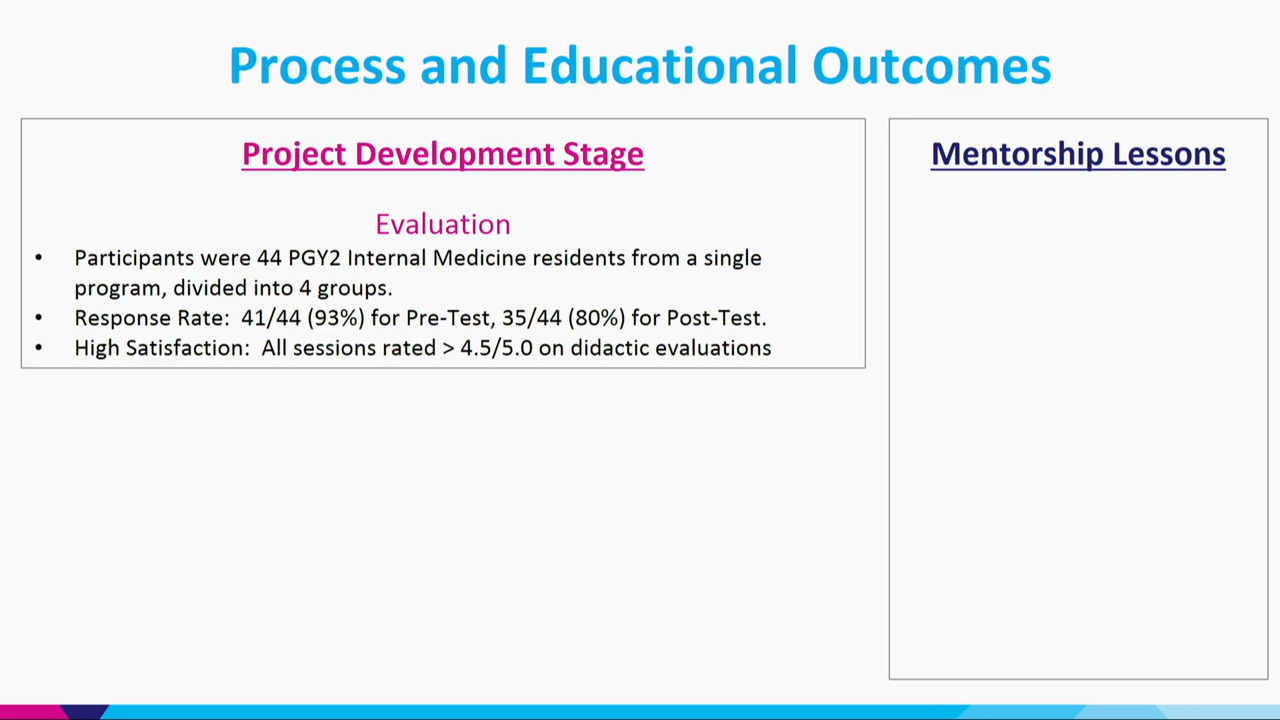 Process and Educational Outcomes
Project Development Stage
Evaluation
• Participants were 44 PGY2 Internal Medicine residents from a single
program, divided into 4 groups.
• Response Rate:  41/44 (93%) for Pre-Test, 35/44 (80%) for Post-Test.
• High Satisfaction:  All sessions rated > 4.5/5.0 on didactic evaluations
Mentorship Lessons